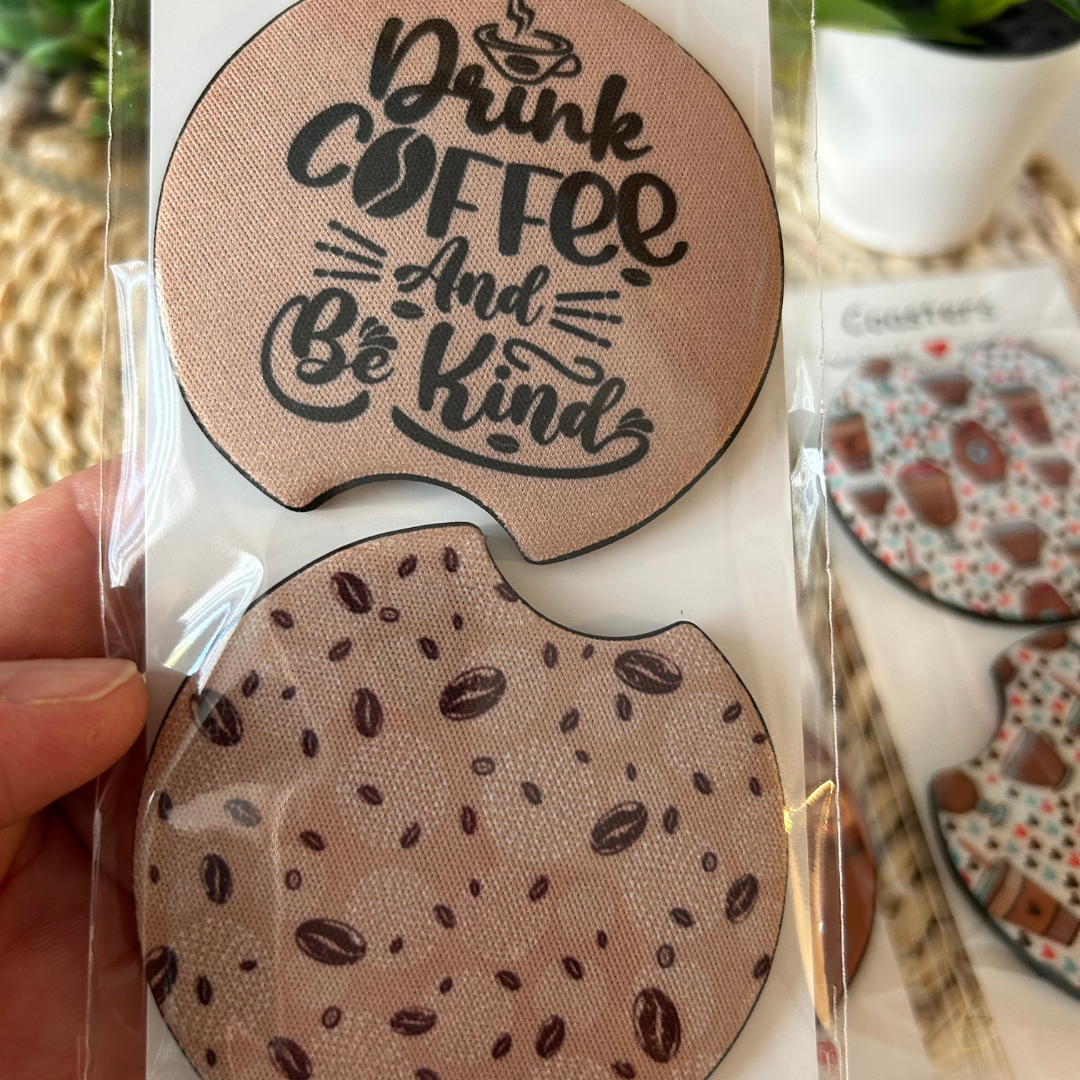 Drink
COFFee
And
Be Kind
Coasters